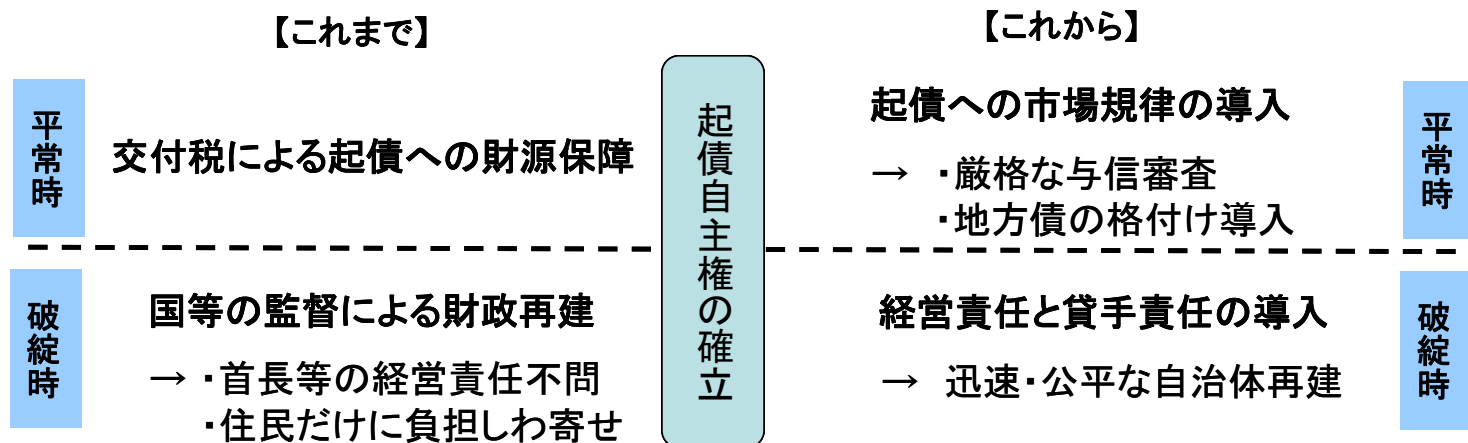 【これまで】
平常時
交付税による起債への財源保障
破綻時
国等の監督による財政再建
→ ・首長等の経営責任不問
・住民だけに負担しわ寄せ
起債自主権の確立
【これから】
起債への市場規律の導入
→ ・厳格な与信審査
・地方債の格付け導入
平常時
経営責任と貸手責任の導入
→ 迅速・公平な自治体再建
破綻時